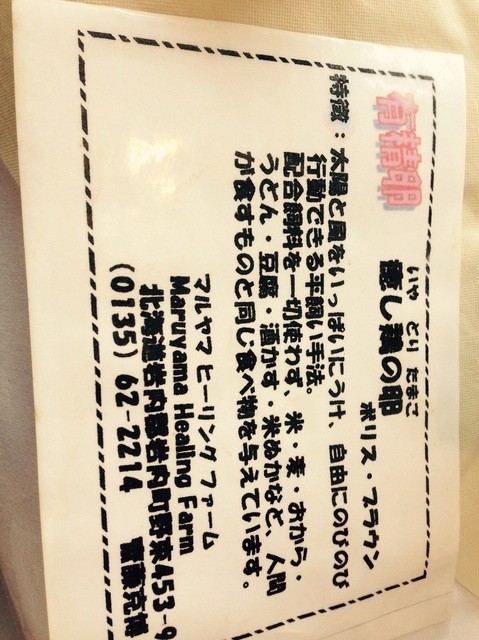 有精卵
いや とり たまご
癒し鶏の卵
ボリス・ブラウン
特徴：太陽と風をいっぱいにうけ、自由にのびのび
行動できる平飼い手法。
配合飼料を一切使わず、米・麦・おから・
うどん・豆腐・酒かす・米ぬかなど、人間
が食すものと同じ食べ物を与えています。
マルヤマ ヒーリング ファーム
Maruyama Healing Farm
北海道岩内郡岩内町野束453-9
(0135) 62-2214 齋藤克博